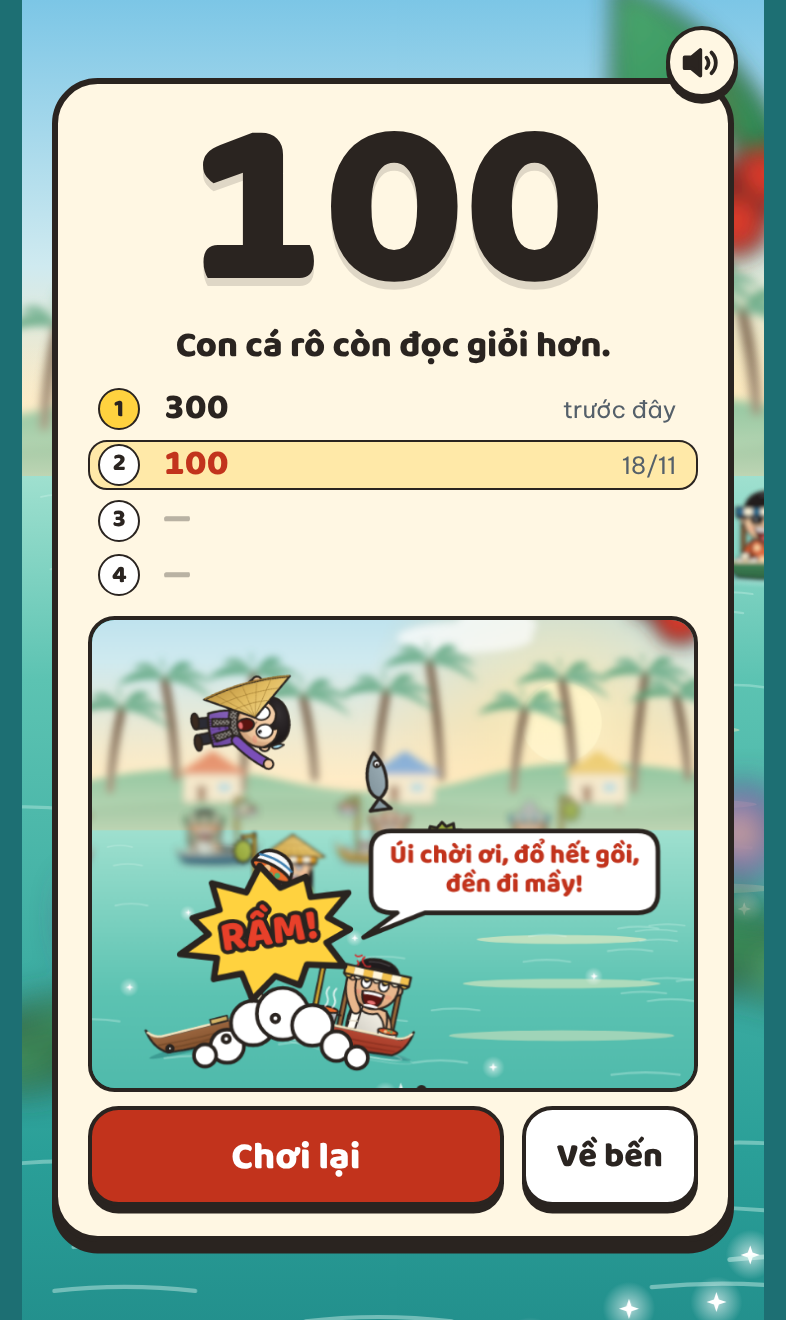 100
Con cá rô còn đọc giỏi hơn.
1 300 trước đây
2 100 18/11
3 —
4 —
Úi chời ơi, đổ hết gồi,
đền đi mầy!
RẦM!
Chơi lại
Về bến